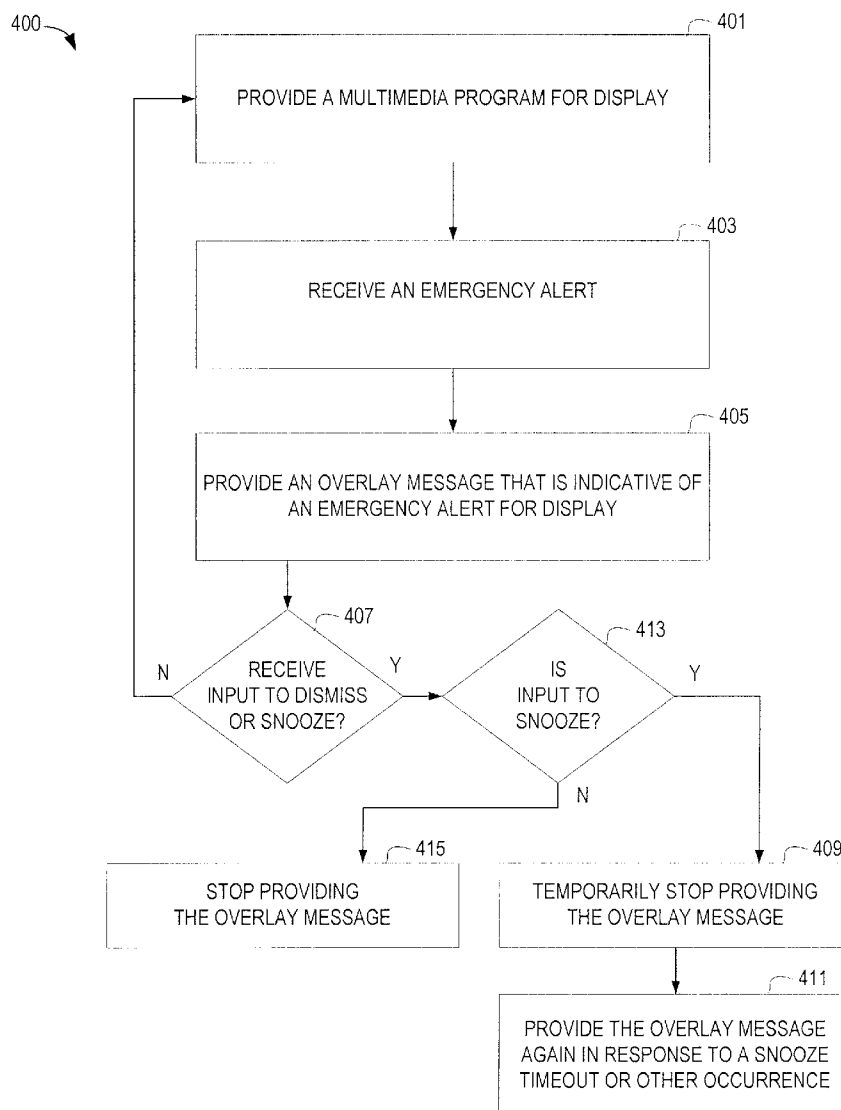 400
401
PROVIDE A MULTIMEDIA PROGRAM FOR DISPLAY
403
RECEIVE AN EMERGENCY ALERT
405
PROVIDE AN OVERLAY MESSAGE THAT IS INDICATIVE OF
AN EMERGENCY ALERT FOR DISPLAY
407
N
RECEIVE
INPUT TO DISMISS
OR SNOOZE?
Y
413
IS
INPUT TO
SNOOZE?
Y
N
415
STOP PROVIDING
THE OVERLAY MESSAGE
409
TEMPORARILY STOP PROVIDING
THE OVERLAY MESSAGE
411
PROVIDE THE OVERLAY MESSAGE
AGAIN IN RESPONSE TO A SNOOZE
TIMEOUT OR OTHER OCCURRENCE